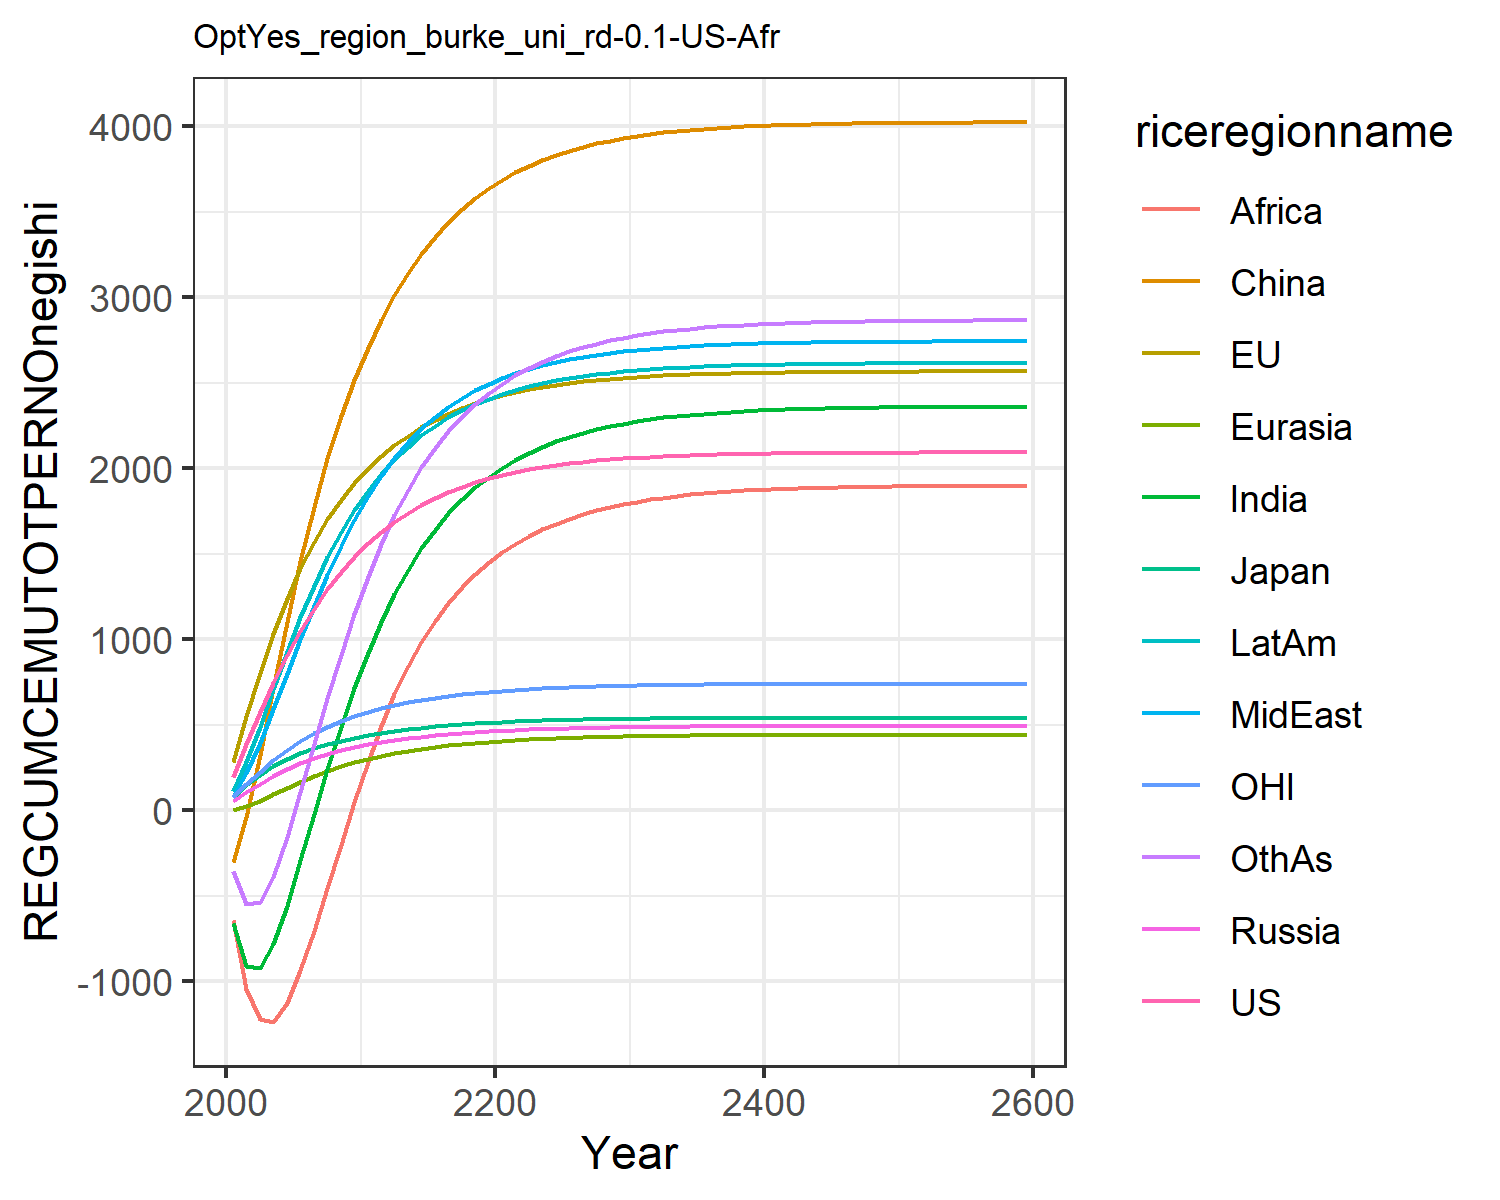 OptYes_region_burke_uni_rd-0.1-US-Afr
REGCUMCEMUTOTPERNOnegishi
4000
3000
2000
1000
0
-1000
2000
2200
2400
2600
Year
riceregionname
Africa
China
EU
Eurasia
India
Japan
LatAm
MidEast
OHI
OthAs
Russia
US